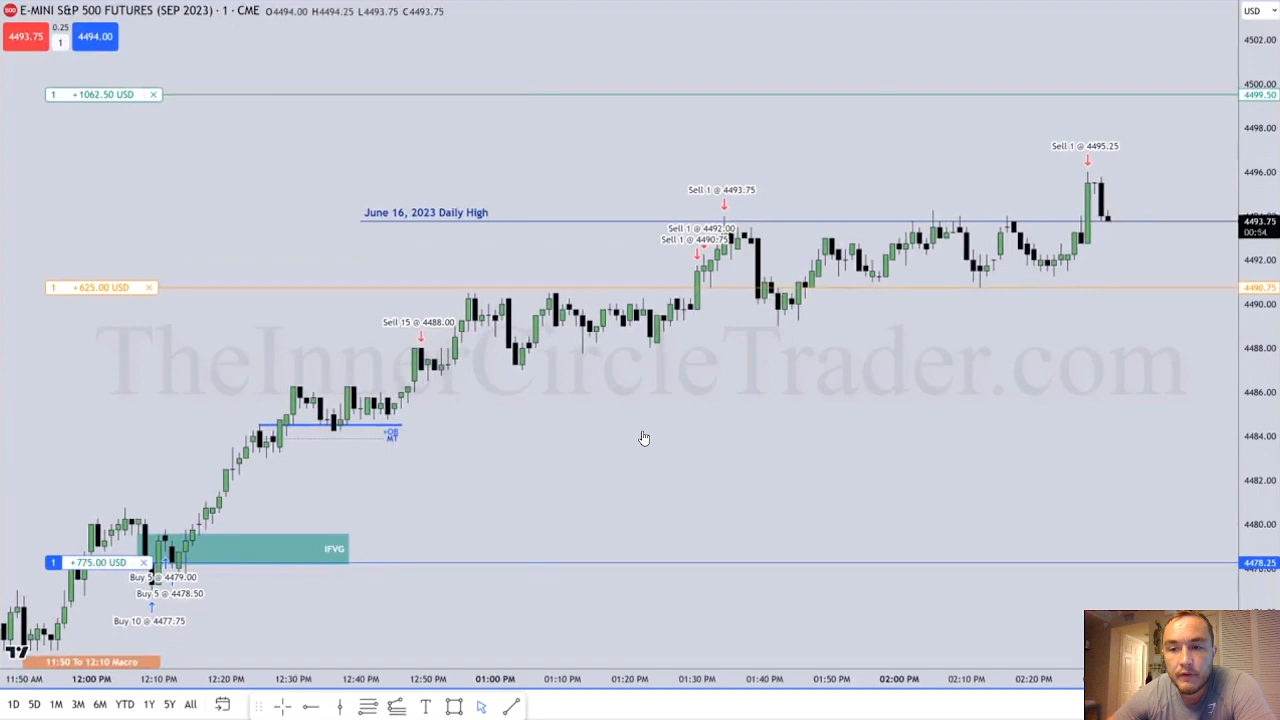 500 E-MINI S&P 500 FUTURES (SEP 2023) · 1 · CME O4494.00 H4494.25 L4493.75 C4493.75
USD
4493.75 0.25 1 4494.00
4502.00
4500.00
1 +1062.50 USD × 4499.50
4498.00
Sell 1 @ 4495.25
4496.00
Sell 1 @ 4493.75
June 16, 2023 Daily High
4493.75
00:54
Sell 1 @ 4492.00
Sell 1 @ 4490.75
4492.00
1 +625.00 USD × 4490.75
4490.00
Sell 15 @ 4488.00
4488.00
TheInnerCircleTrader.com
4486.00
+OB
MT
4484.00
4482.00
4480.00
IFVG
1 +775.00 USD × 4478.25
Buy 5 @ 4479.00
Buy 5 @ 4478.50
Buy 10 @ 4477.75
11:50 To 12:10 Macro
11:50 AM 12:00 PM 12:10 PM 12:20 PM 12:30 PM 12:40 PM 12:50 PM 01:00 PM 01:10 PM 01:20 PM 01:30 PM 01:40 PM 01:50 PM 02:00 PM 02:10 PM 02:20 PM
1D 5D 1M 3M 6M YTD 1Y 5Y All